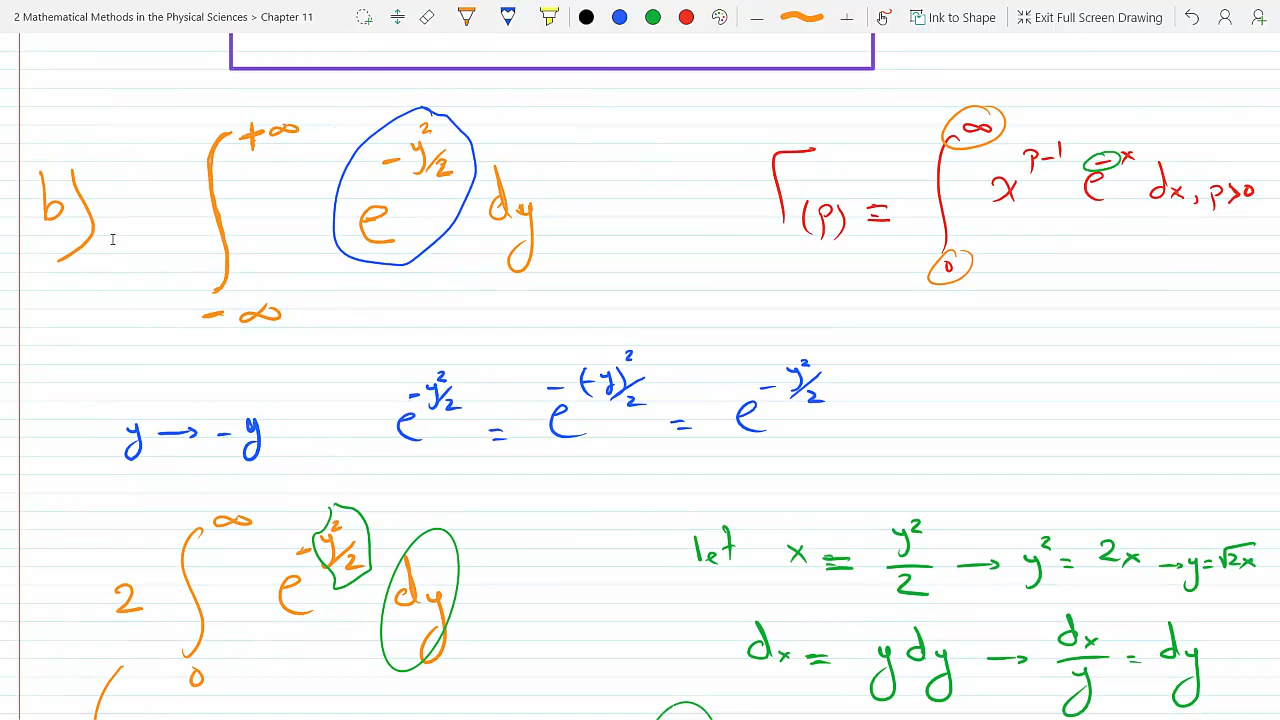 2 Mathematical Methods in the Physical Sciences > Chapter 11
Ink to Shape
Exit Full Screen Drawing
b) ∫_{-∞}^{+∞} e^{-y²/2} dy
Γ(p) ≡ ∫_0^∞ x^{p-1} e^{-x} dx, p>0
y → -y   e^{-y²/2} = e^{-(-y)²/2} = e^{-y²/2}
2 ∫_0^∞ e^{-y²/2} dy
let x ≡ y²/2 → y² = 2x → y = √2x
dx = y dy → dx/y = dy